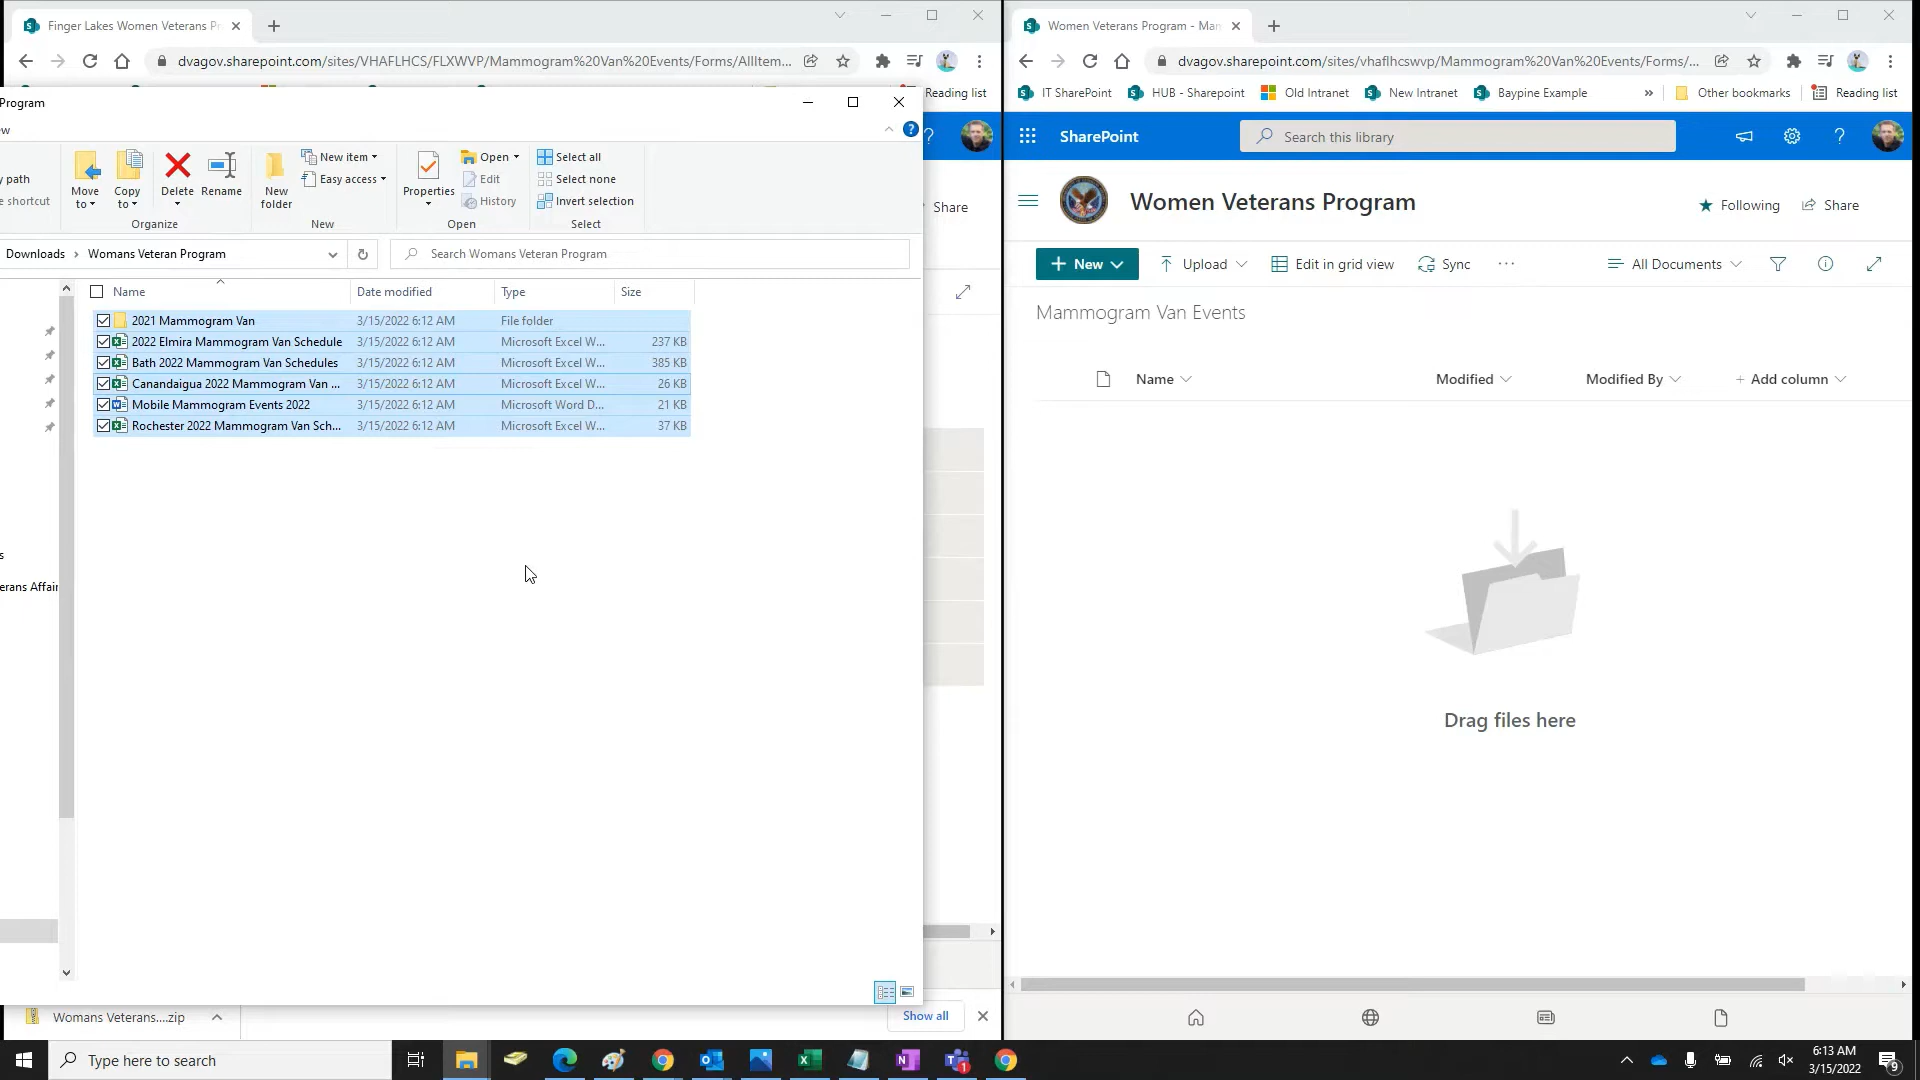 Finger Lakes Women Veterans Pr
dvagov.sharepoint.com/sites/VHAFLHCS/FLXWVP/Mammogram%20Van%20Events/Forms/AllItem...
Reading list
Program
Share
Move to
Copy to
Delete
Rename
New folder
New item
Easy access
Properties
Open
Edit
History
Select all
Select none
Invert selection
y path
e shortcut
Organize
New
Open
Select
Downloads > Womans Veteran Program
Search Womans Veteran Program
Name Date modified Type Size
2021 Mammogram Van 3/15/2022 6:12 AM File folder
2022 Elmira Mammogram Van Schedule 3/15/2022 6:12 AM Microsoft Excel W... 237 KB
Bath 2022 Mammogram Van Schedules 3/15/2022 6:12 AM Microsoft Excel W... 385 KB
Canandaigua 2022 Mammogram Van ... 3/15/2022 6:12 AM Microsoft Excel W... 26 KB
Mobile Mammogram Events 2022 3/15/2022 6:12 AM Microsoft Word D... 21 KB
Rochester 2022 Mammogram Van Sch... 3/15/2022 6:12 AM Microsoft Excel W... 37 KB
s
erans Affair
Womans Veterans....zip
Show all
Women Veterans Program - Mam
dvagov.sharepoint.com/sites/vhaflhcswvp/Mammogram%20Van%20Events/Forms/...
IT SharePoint HUB - Sharepoint Old Intranet New Intranet Baypine Example » Other bookmarks Reading list
SharePoint
Search this library
Women Veterans Program
Following Share
+ New Upload Edit in grid view Sync ... All Documents
Mammogram Van Events
Name Modified Modified By + Add column
Drag files here
Type here to search
1
6:13 AM
3/15/2022
9